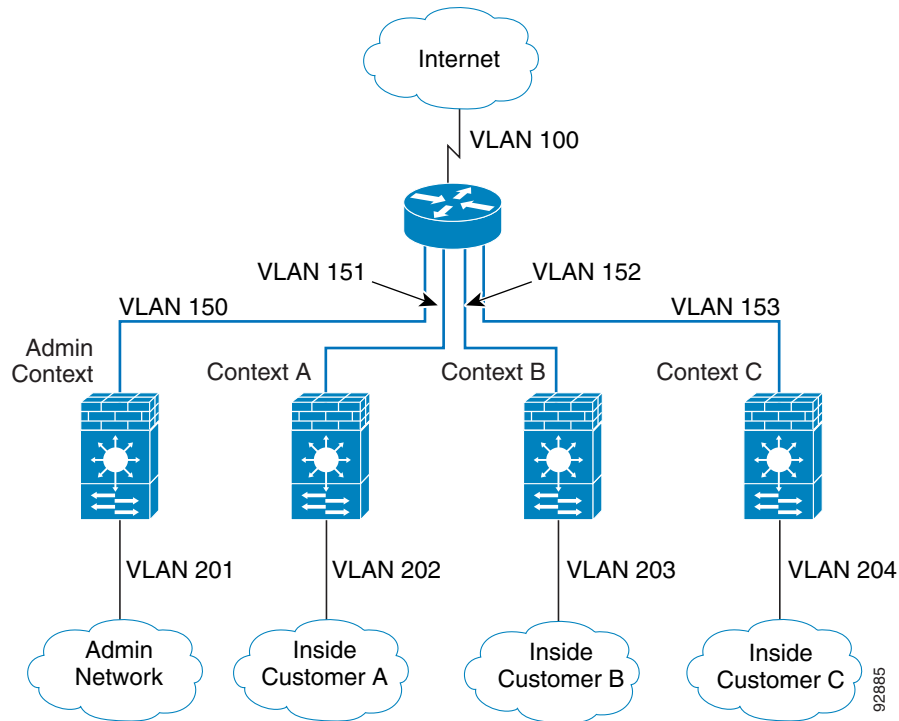 Internet
VLAN 100
VLAN 151
VLAN 152
VLAN 150
VLAN 153
Admin
Context
Context A
Context B
Context C
VLAN 201
VLAN 202
VLAN 203
VLAN 204
Admin
Network
Inside
Customer A
Inside
Customer B
Inside
Customer C
92885